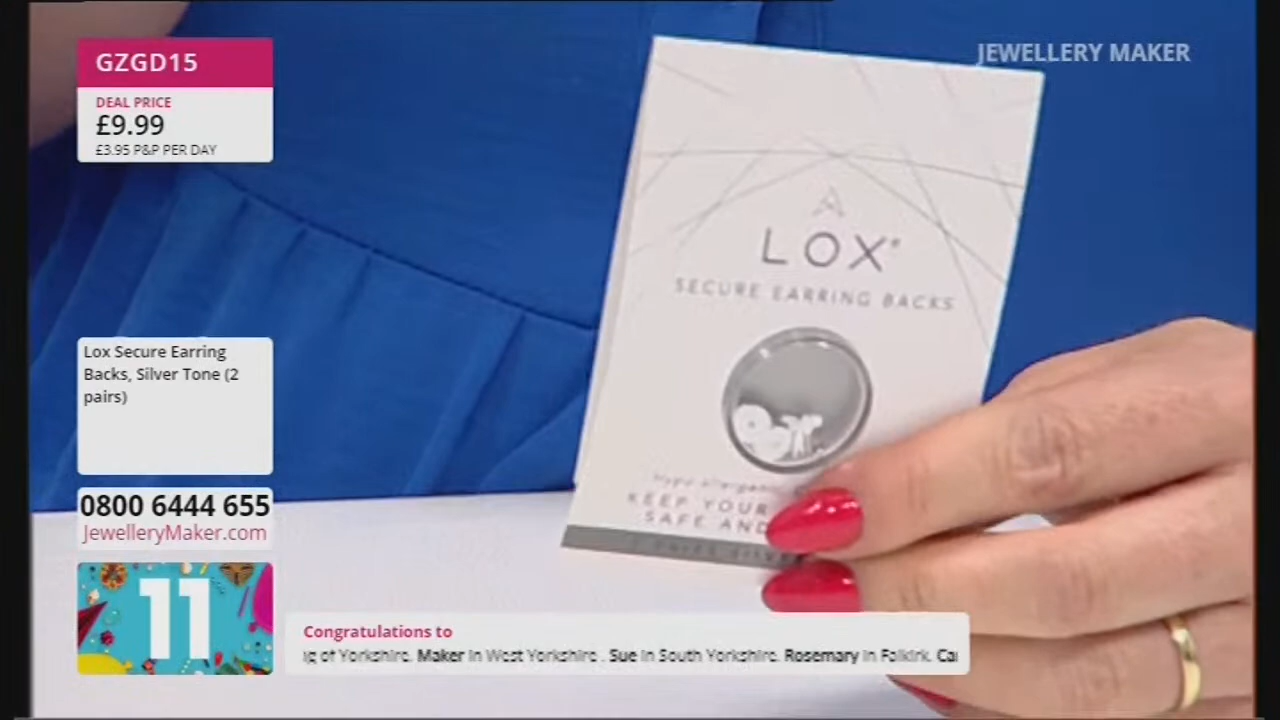 GZGD15
DEAL PRICE
£9.99
£3.95 P&P PER DAY
JEWELLERY MAKER
LOX
SECURE EARRING BACKS
KEEP YOUR
SAFE AND
Lox Secure Earring
Backs, Silver Tone (2
pairs)
0800 6444 655
JewelleryMaker.com
11
Congratulations to
of Yorkshire. Maker in West Yorkshire . Sue in South Yorkshire. Rosemary in Falkirk.